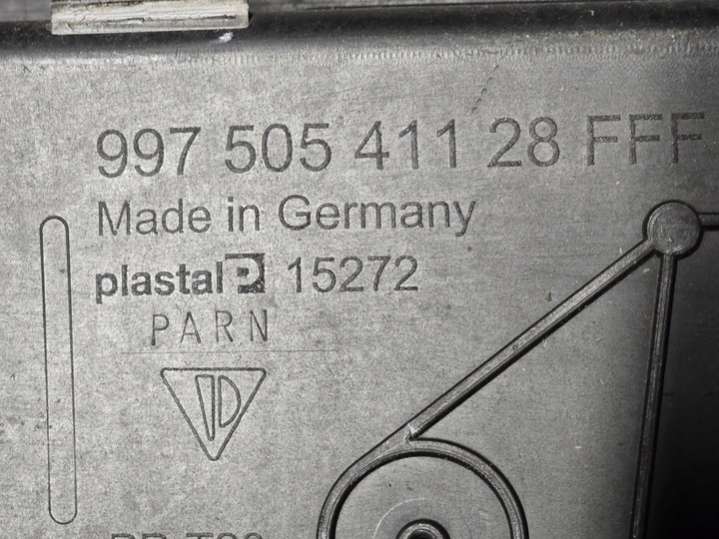 997 505 411 28 FFF
Made in Germany
plastal P 15272
PARN